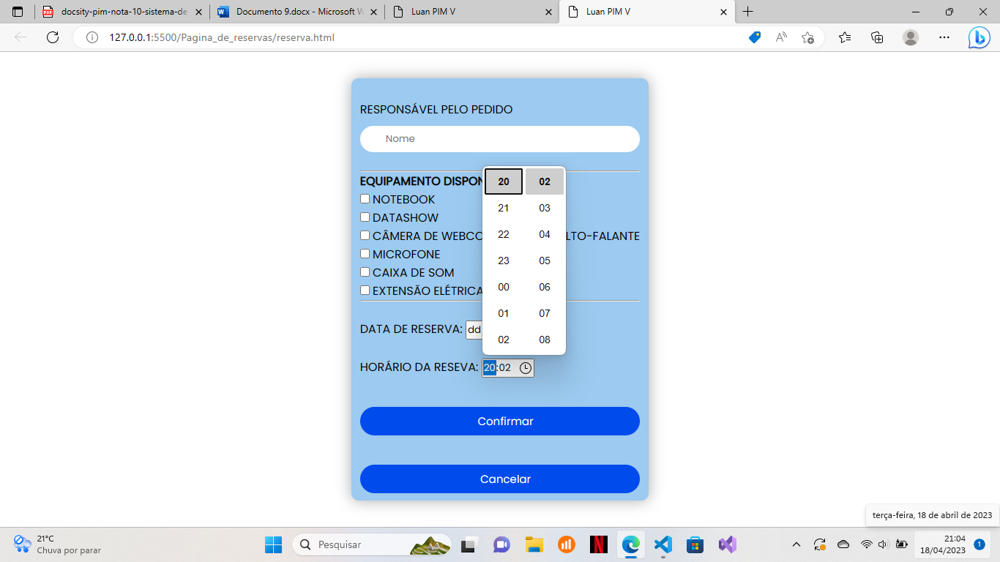 docsity-pim-nota-10-sistema-de
Documento 9.docx - Microsoft W
Luan PIM V
Luan PIM V
127.0.0.1:5500/Pagina_de_reservas/reserva.html
RESPONSÁVEL PELO PEDIDO
Nome
EQUIPAMENTO DISPON
NOTEBOOK
DATASHOW
CÂMERA DE WEBCO LTO-FALANTE
MICROFONE
CAIXA DE SOM
EXTENSÃO ELÉTRICA
20 02
21 03
22 04
23 05
00 06
01 07
02 08
DATA DE RESERVA: dd
HORÁRIO DA RESEVA: 20:02
Confirmar
Cancelar
terça-feira, 18 de abril de 2023
21°C
Chuva por parar
Pesquisar
21:04
18/04/2023
1